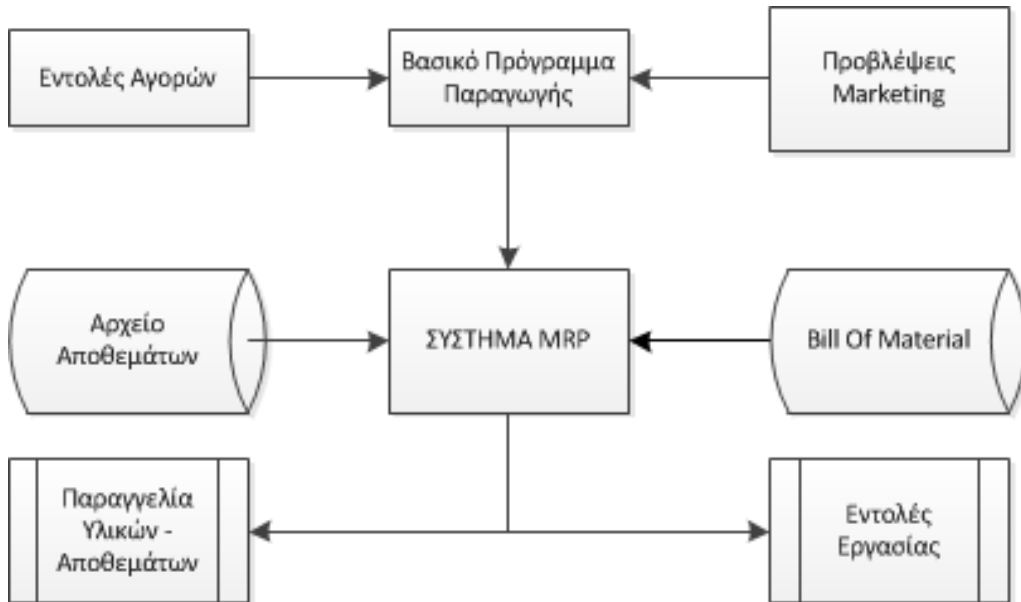 Εντολές Αγορών
Βασικό Πρόγραμμα
Παραγωγής
Προβλέψεις
Marketing
Αρχείο
Αποθεμάτων
ΣΥΣΤΗΜΑ MRP
Bill Of Material
Παραγγελία
Υλικών -
Αποθεμάτων
Εντολές
Εργασίας